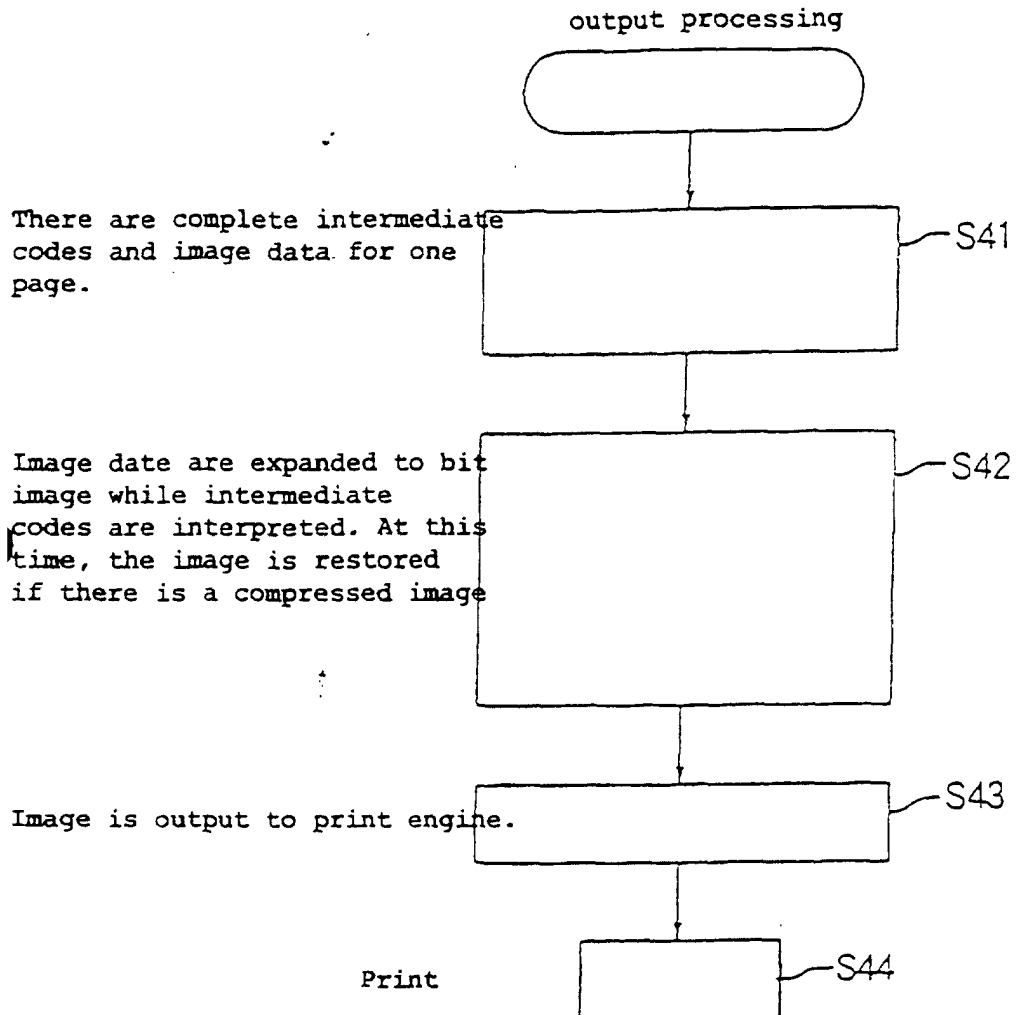 output processing
There are complete intermediate
codes and image data for one
page.
S41
Image date are expanded to bit
image while intermediate
codes are interpreted. At this
time, the image is restored
if there is a compressed image
S42
Image is output to print engine.
S43
Print
S44